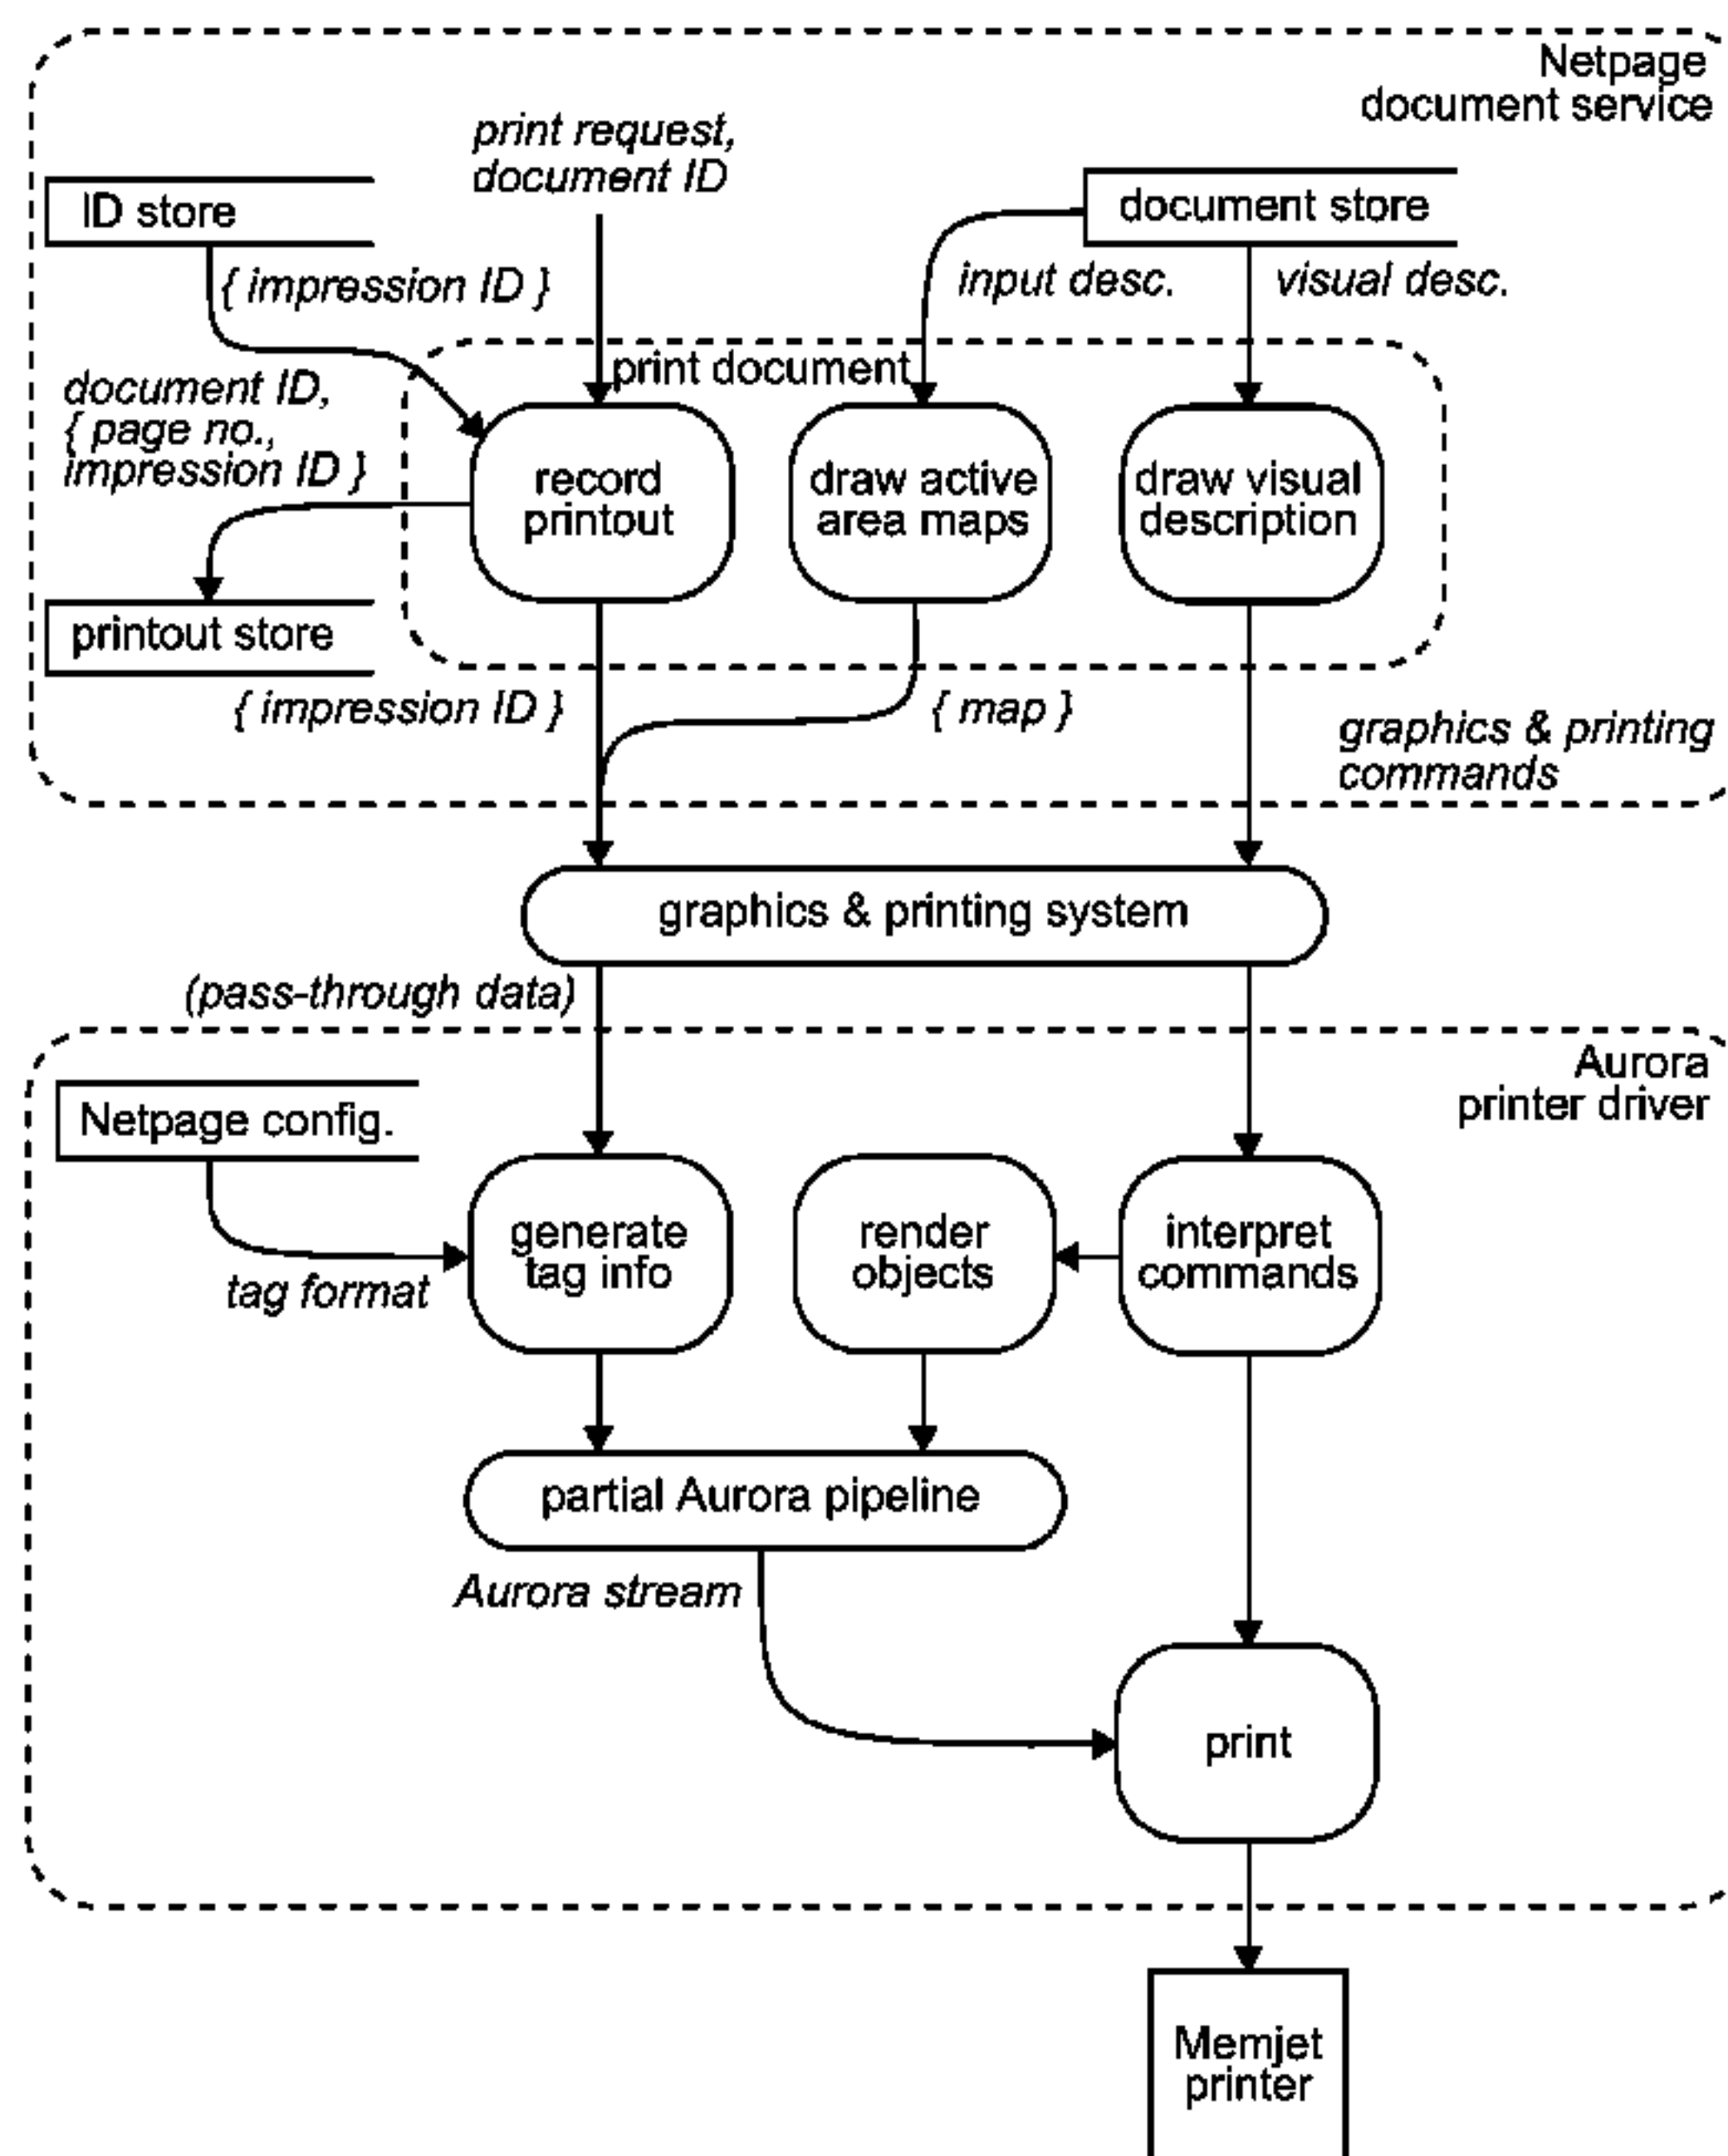 Netpage
document service
print request,
document ID
ID store
document store
{ impression ID }
input desc.
visual desc.
print document
document ID,
{ page no.,
impression ID }
record
printout
draw active
area maps
draw visual
description
printout store
{ impression ID }
{ map }
graphics & printing
commands
graphics & printing system
(pass-through data)
Aurora
printer driver
Netpage config.
generate
tag info
render
objects
interpret
commands
tag format
partial Aurora pipeline
Aurora stream
print
Memjet
printer